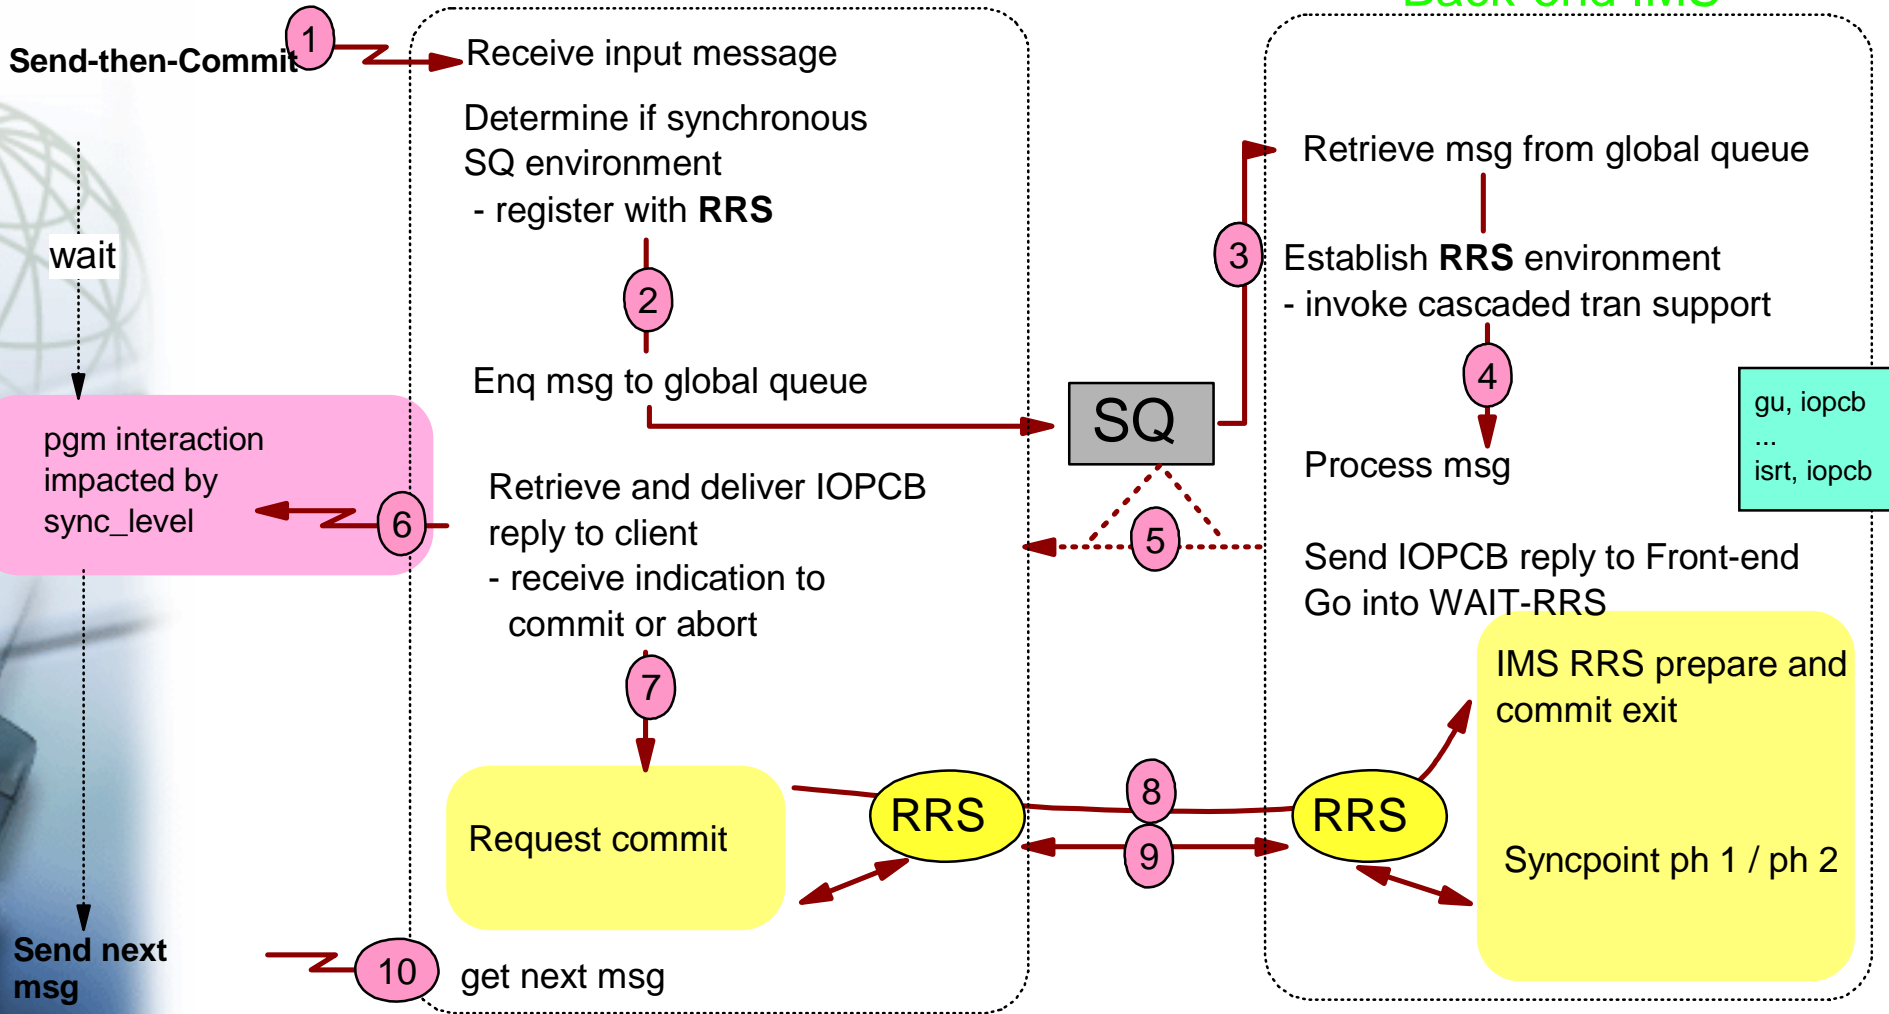 Back-end IMS
Send-then-Commit
1
Receive input message
Determine if synchronous
SQ environment
- register with RRS
wait
2
Enq msg to global queue
SQ
3
Retrieve msg from global queue
Establish RRS environment
- invoke cascaded tran support
4
Process msg
gu, iopcb
...
isrt, iopcb
pgm interaction
impacted by
sync_level
6
Retrieve and deliver IOPCB
reply to client
- receive indication to
commit or abort
5
Send IOPCB reply to Front-end
Go into WAIT-RRS
7
IMS RRS prepare and
commit exit
Request commit
RRS
8
9
RRS
Syncpoint ph 1 / ph 2
Send next
msg
10
get next msg